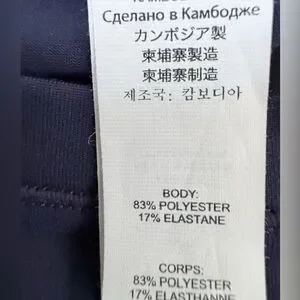 Сделано в Камбодже
カンボジア製
柬埔寨製造
柬埔寨制造
제조국: 캄보디아
BODY:
83% POLYESTER
17% ELASTANE
CORPS:
83% POLYESTER
17% ELASTHANNE